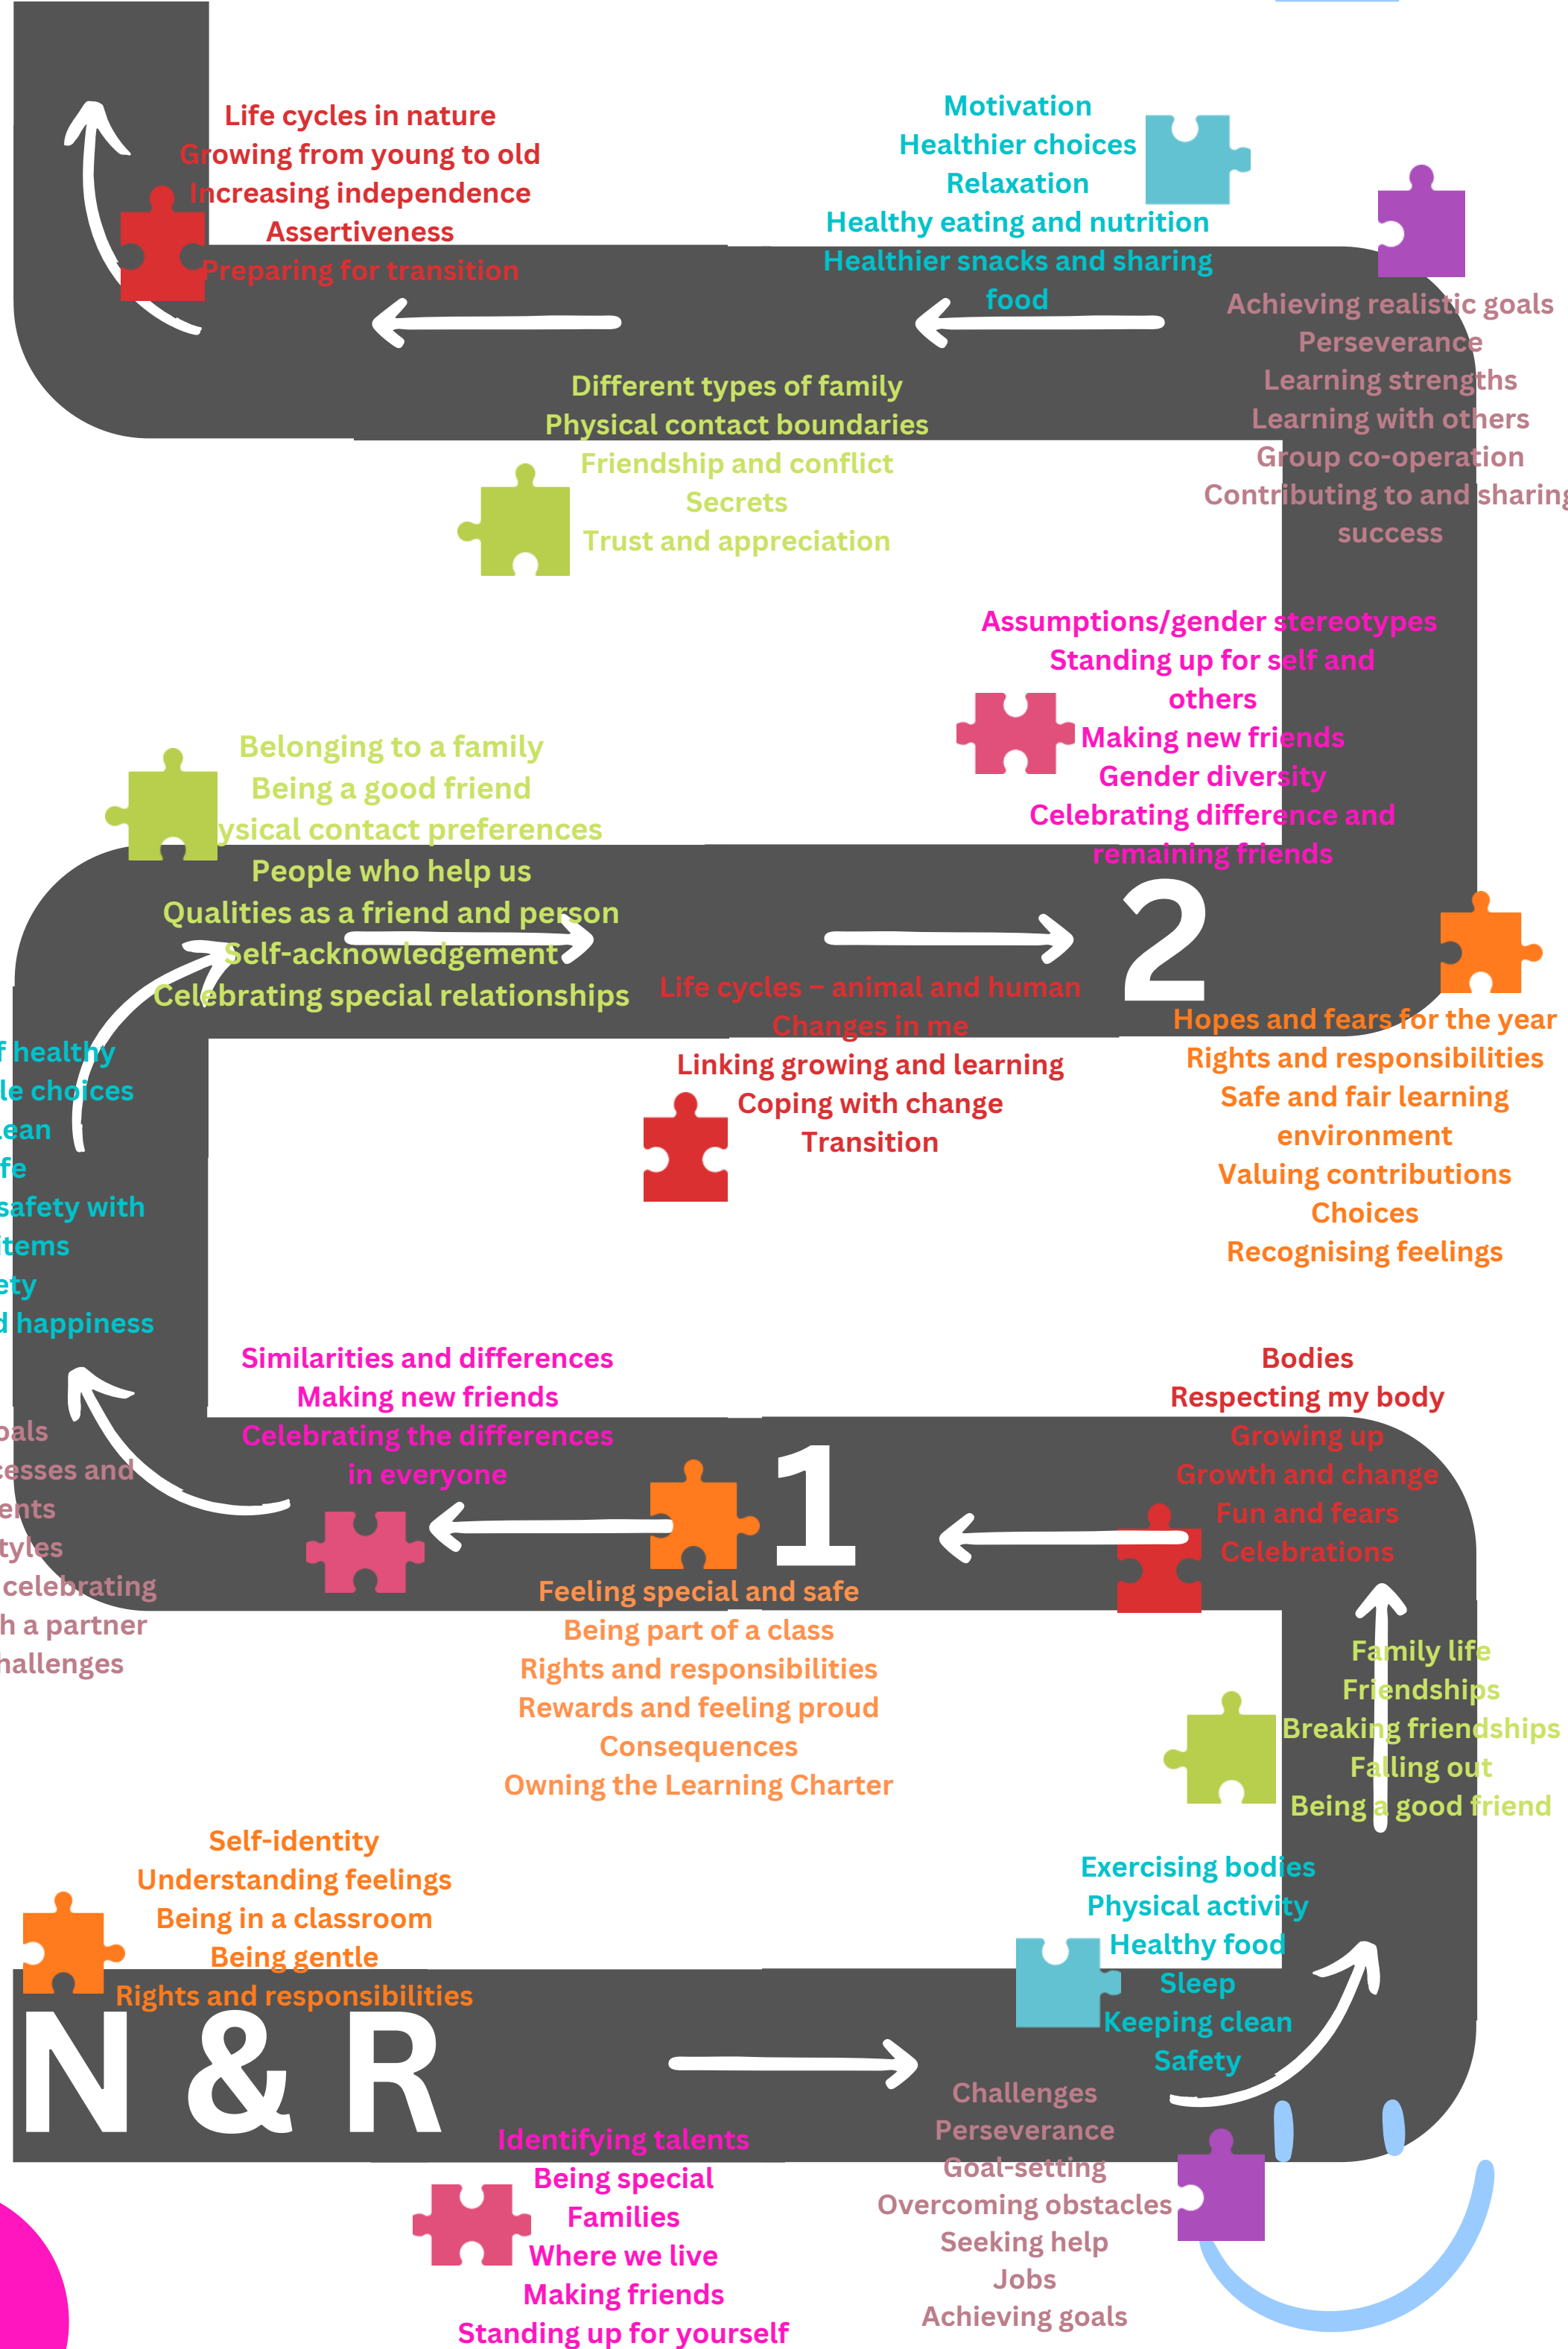 Life cycles in nature
Growing from young to old
Increasing independence
Assertiveness
Preparing for transition
Motivation
Healthier choices
Relaxation
Healthy eating and nutrition
Healthier snacks and sharing
food
Achieving realistic goals
Perseverance
Learning strengths
Learning with others
Group co-operation
Contributing to and sharing
success
Different types of family
Physical contact boundaries
Friendship and conflict
Secrets
Trust and appreciation
Assumptions/gender stereotypes
Standing up for self and
others
Making new friends
Gender diversity
Celebrating difference and
remaining friends
Belonging to a family
Being a good friend
ysical contact preferences
People who help us
Qualities as a friend and person
Self-acknowledgement
Celebrating special relationships
2
Life cycles – animal and human
Changes in me
Linking growing and learning
Coping with change
Transition
Hopes and fears for the year
Rights and responsibilities
Safe and fair learning
environment
Valuing contributions
Choices
Recognising feelings
healthy
choices
safety with
happiness
Similarities and differences
Making new friends
Celebrating the differences
in everyone
1
Bodies
Respecting my body
Growing up
Growth and change
Fun and fears
Celebrations
and
celebrating
a partner
Feeling special and safe
Being part of a class
Rights and responsibilities
Rewards and feeling proud
Consequences
Owning the Learning Charter
Family life
Friendships
Breaking friendships
Falling out
Being a good friend
Self-identity
Understanding feelings
Being in a classroom
Being gentle
Rights and responsibilities
N & R
Exercising bodies
Physical activity
Healthy food
Sleep
Keeping clean
Safety
Identifying talents
Being special
Families
Where we live
Making friends
Standing up for yourself
Challenges
Perseverance
Goal-setting
Overcoming obstacles
Seeking help
Jobs
Achieving goals